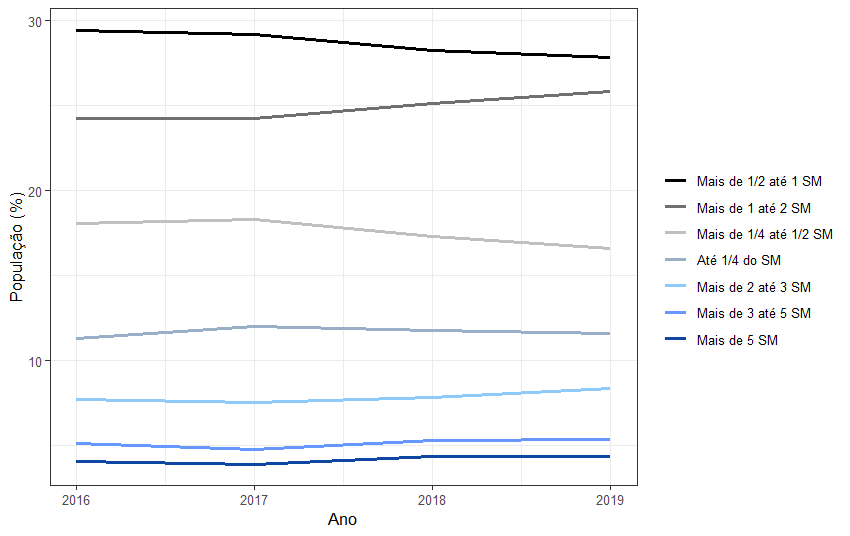 30
20
10
População (%)
2016
2017
2018
2019
Ano
Mais de 1/2 até 1 SM
Mais de 1 até 2 SM
Mais de 1/4 até 1/2 SM
Até 1/4 do SM
Mais de 2 até 3 SM
Mais de 3 até 5 SM
Mais de 5 SM